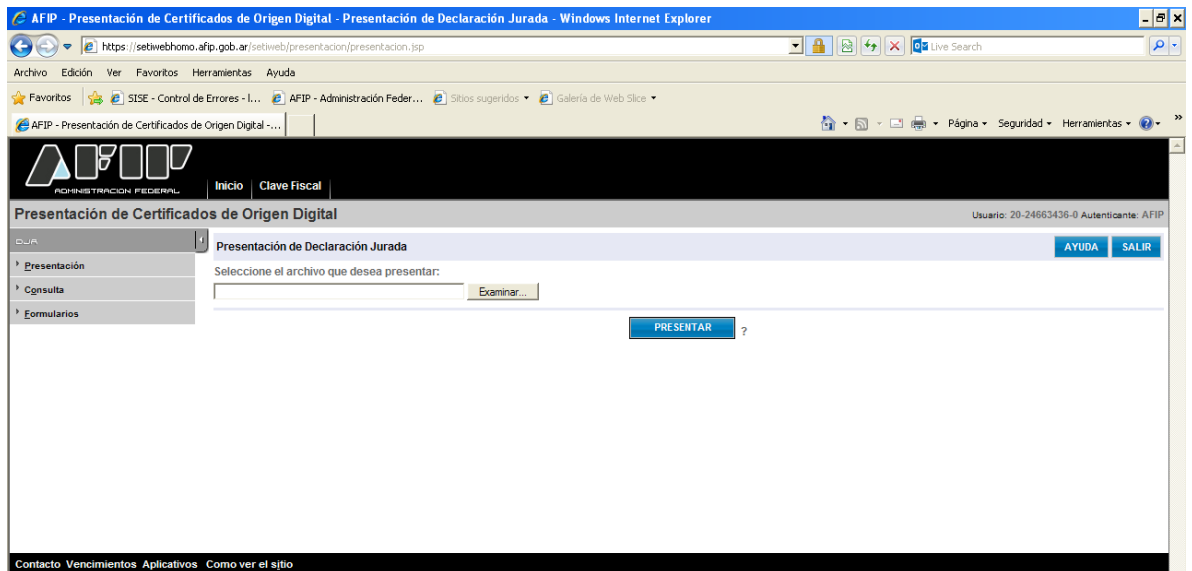 AFIP - Presentación de Certificados de Origen Digital - Presentación de Declaración Jurada - Windows Internet Explorer
https://setiwebhomo.afip.gob.ar/setiweb/presentacion/presentacion.jsp
Live Search
Archivo Edición Ver Favoritos Herramientas Ayuda
Favoritos SISE - Control de Errores - I... AFIP - Administración Feder... Sitios sugeridos Galería de Web Slice
AFIP - Presentación de Certificados de Origen Digital -... Página Seguridad Herramientas »
AFIP
ADMINISTRACION FEDERAL
Inicio Clave Fiscal
Presentación de Certificados de Origen Digital
Usuario: 20-24663436-0 Autenticante: AFIP
DJR
Presentación de Declaración Jurada
AYUDA SALIR
Presentación
Seleccione el archivo que desea presentar:
Consulta
Examinar...
Formularios
PRESENTAR ?
Contacto Vencimientos Aplicativos Como ver el sitio